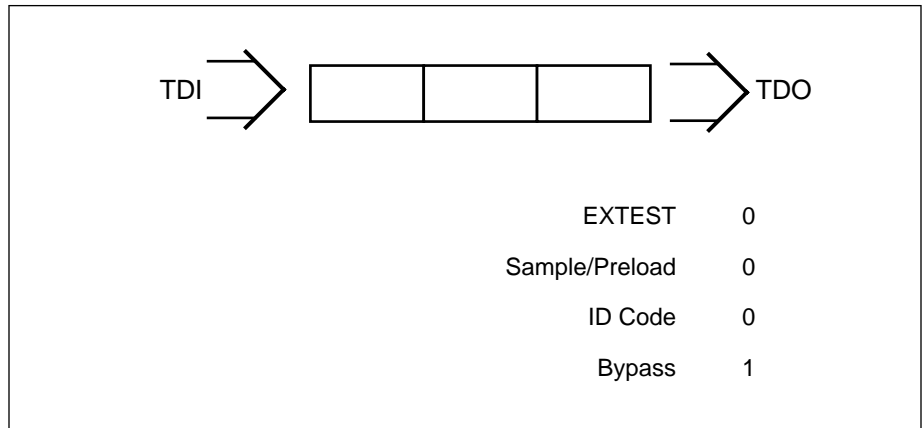 TDI TDO
EXTEST 0
Sample/Preload 0
ID Code 0
Bypass 1